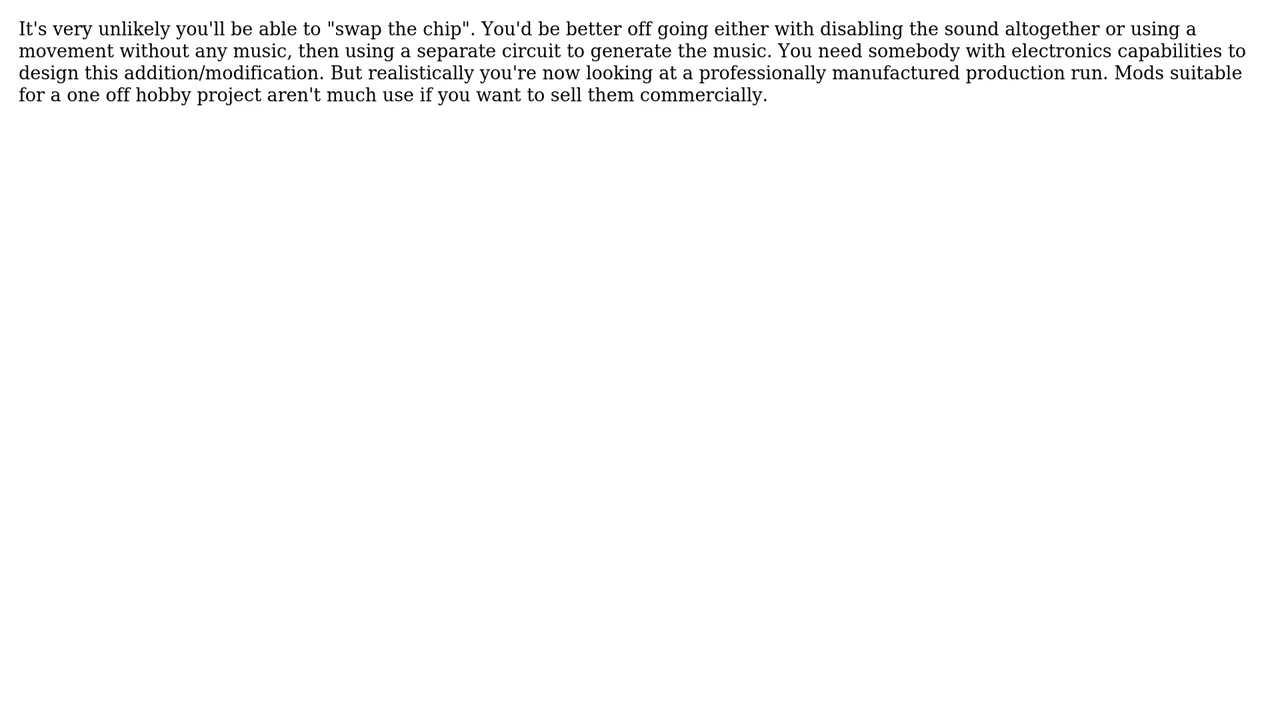 It's very unlikely you'll be able to "swap the chip". You'd be better off going either with disabling the sound altogether or using a
movement without any music, then using a separate circuit to generate the music. You need somebody with electronics capabilities to
design this addition/modification. But realistically you're now looking at a professionally manufactured production run. Mods suitable
for a one off hobby project aren't much use if you want to sell them commercially.